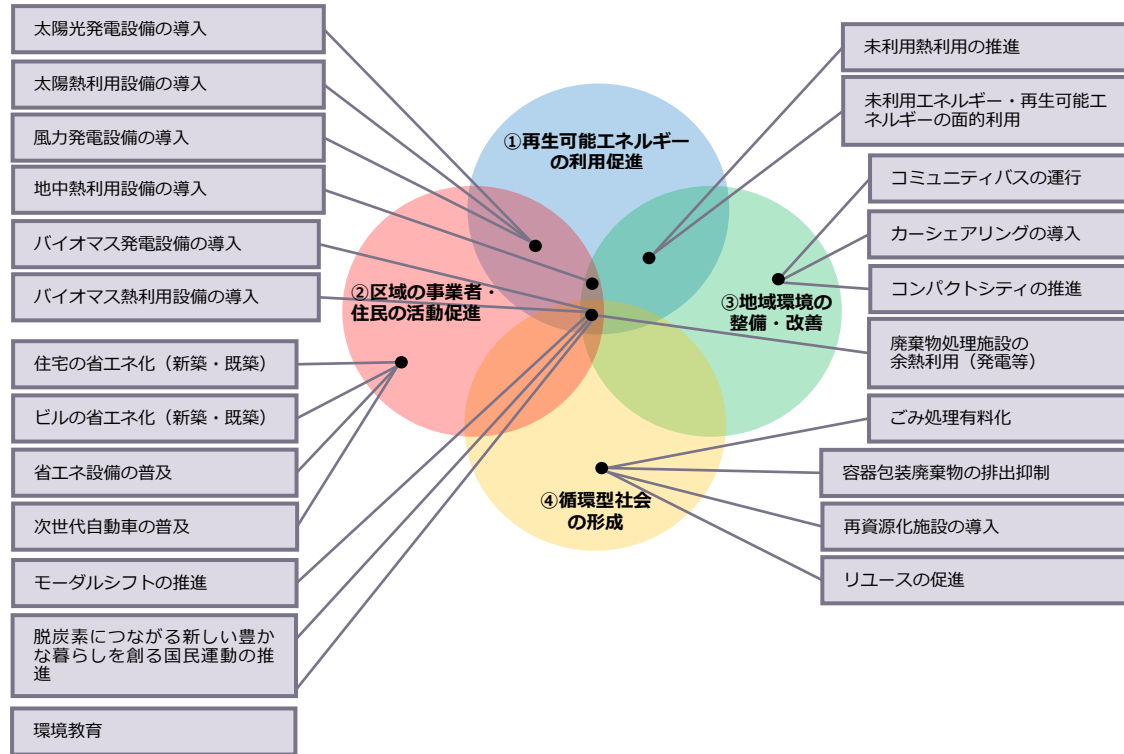 太陽光発電設備の導入
太陽熱利用設備の導入
風力発電設備の導入
地中熱利用設備の導入
バイオマス発電設備の導入
バイオマス熱利用設備の導入
住宅の省エネ化（新築・既築）
ビルの省エネ化（新築・既築）
省エネ設備の普及
次世代自動車の普及
モーダルシフトの推進
脱炭素につながる新しい豊か
な暮らしを創る国民運動の推
進
環境教育
①再生可能エネルギー
の利用促進
②区域の事業者・
住民の活動促進
③地域環境の
整備・改善
④循環型社会
の形成
未利用熱利用の推進
未利用エネルギー・再生可能エ
ネルギーの面的利用
コミュニティバスの運行
カーシェアリングの導入
コンパクトシティの推進
廃棄物処理施設の
余熱利用（発電等）
ごみ処理有料化
容器包装廃棄物の排出抑制
再資源化施設の導入
リユースの促進